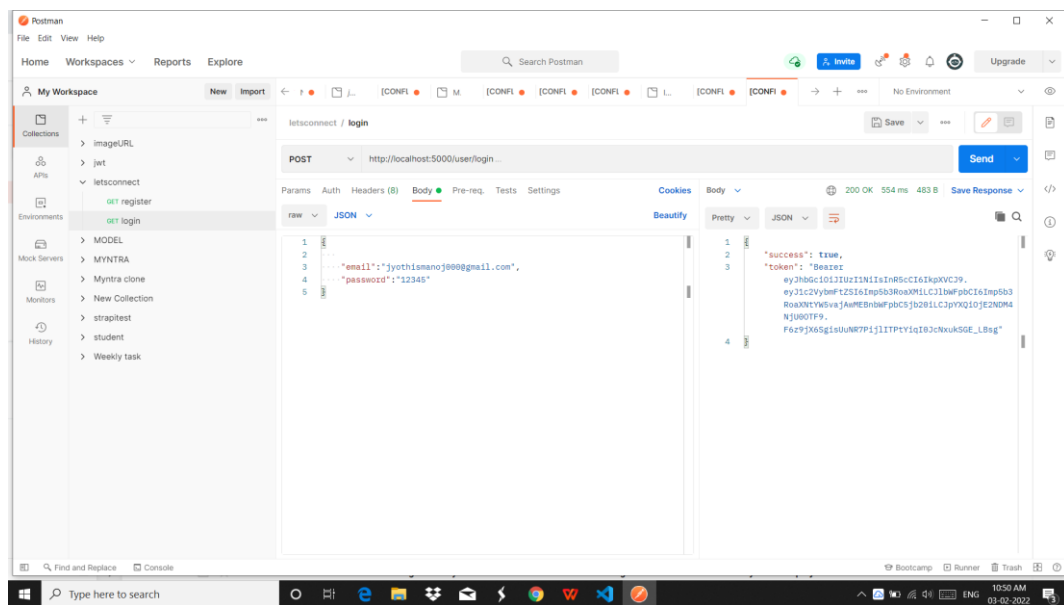 Postman
File Edit View Help
Home Workspaces Reports Explore
Search Postman
Invite
Upgrade
My Workspace New Import
[CONFL M. [CONFL [CONFL [CONFL [CONFL [CONFL
No Environment
Collections
APIs
Environments
Mock Servers
Monitors
History
imageURL
jwt
letsconnect
GET register
GET login
MODEL
MYNTRA
Myntra clone
New Collection
strapitest
student
Weekly task
letsconnect / login
Save
POST http://localhost:5000/user/login
Send
Params Auth Headers (8) Body Pre-req. Tests Settings Cookies
raw JSON Beautify
1 {
2
3 "email":"jyothismanoj000@gmail.com",
4 "password":"12345"
5 }
Body 200 OK 554 ms 483 B Save Response
Pretty JSON
1 {
2 "success": true,
3 "token": "Bearer
eyJhbGciOiJIUzI1NiIsInR5cCI6IkpXVCJ9.
4 }
Find and Replace Console
Bootcamp Runner Trash
Type here to search
ENG
10:50 AM
03-02-2022